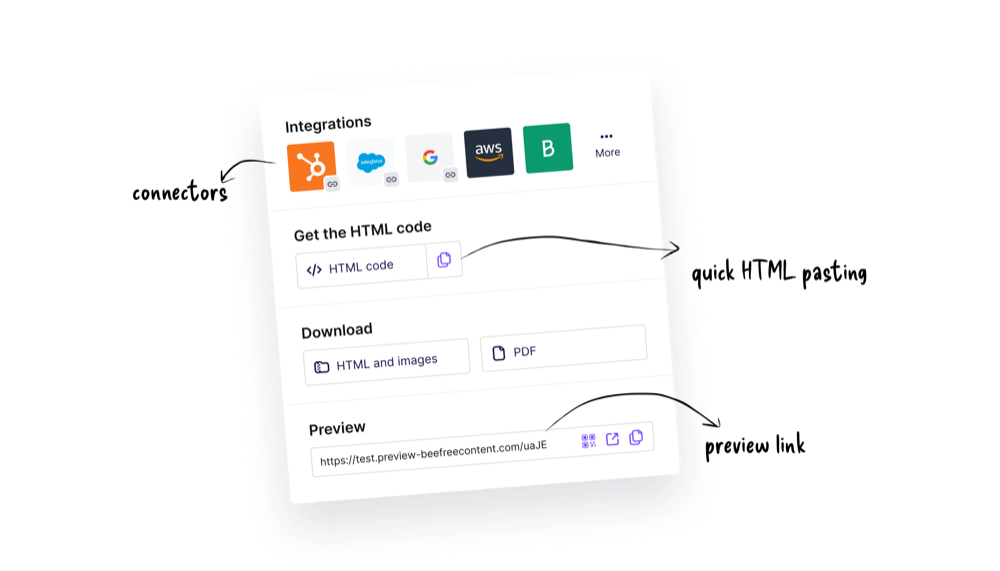 Integrations
salesforce
G
aws
B
More
connectors
Get the HTML code
</> HTML code
quick HTML pasting
Download
HTML and images
PDF
Preview
https://test.preview-beefreecontent.com/uaJE
preview link